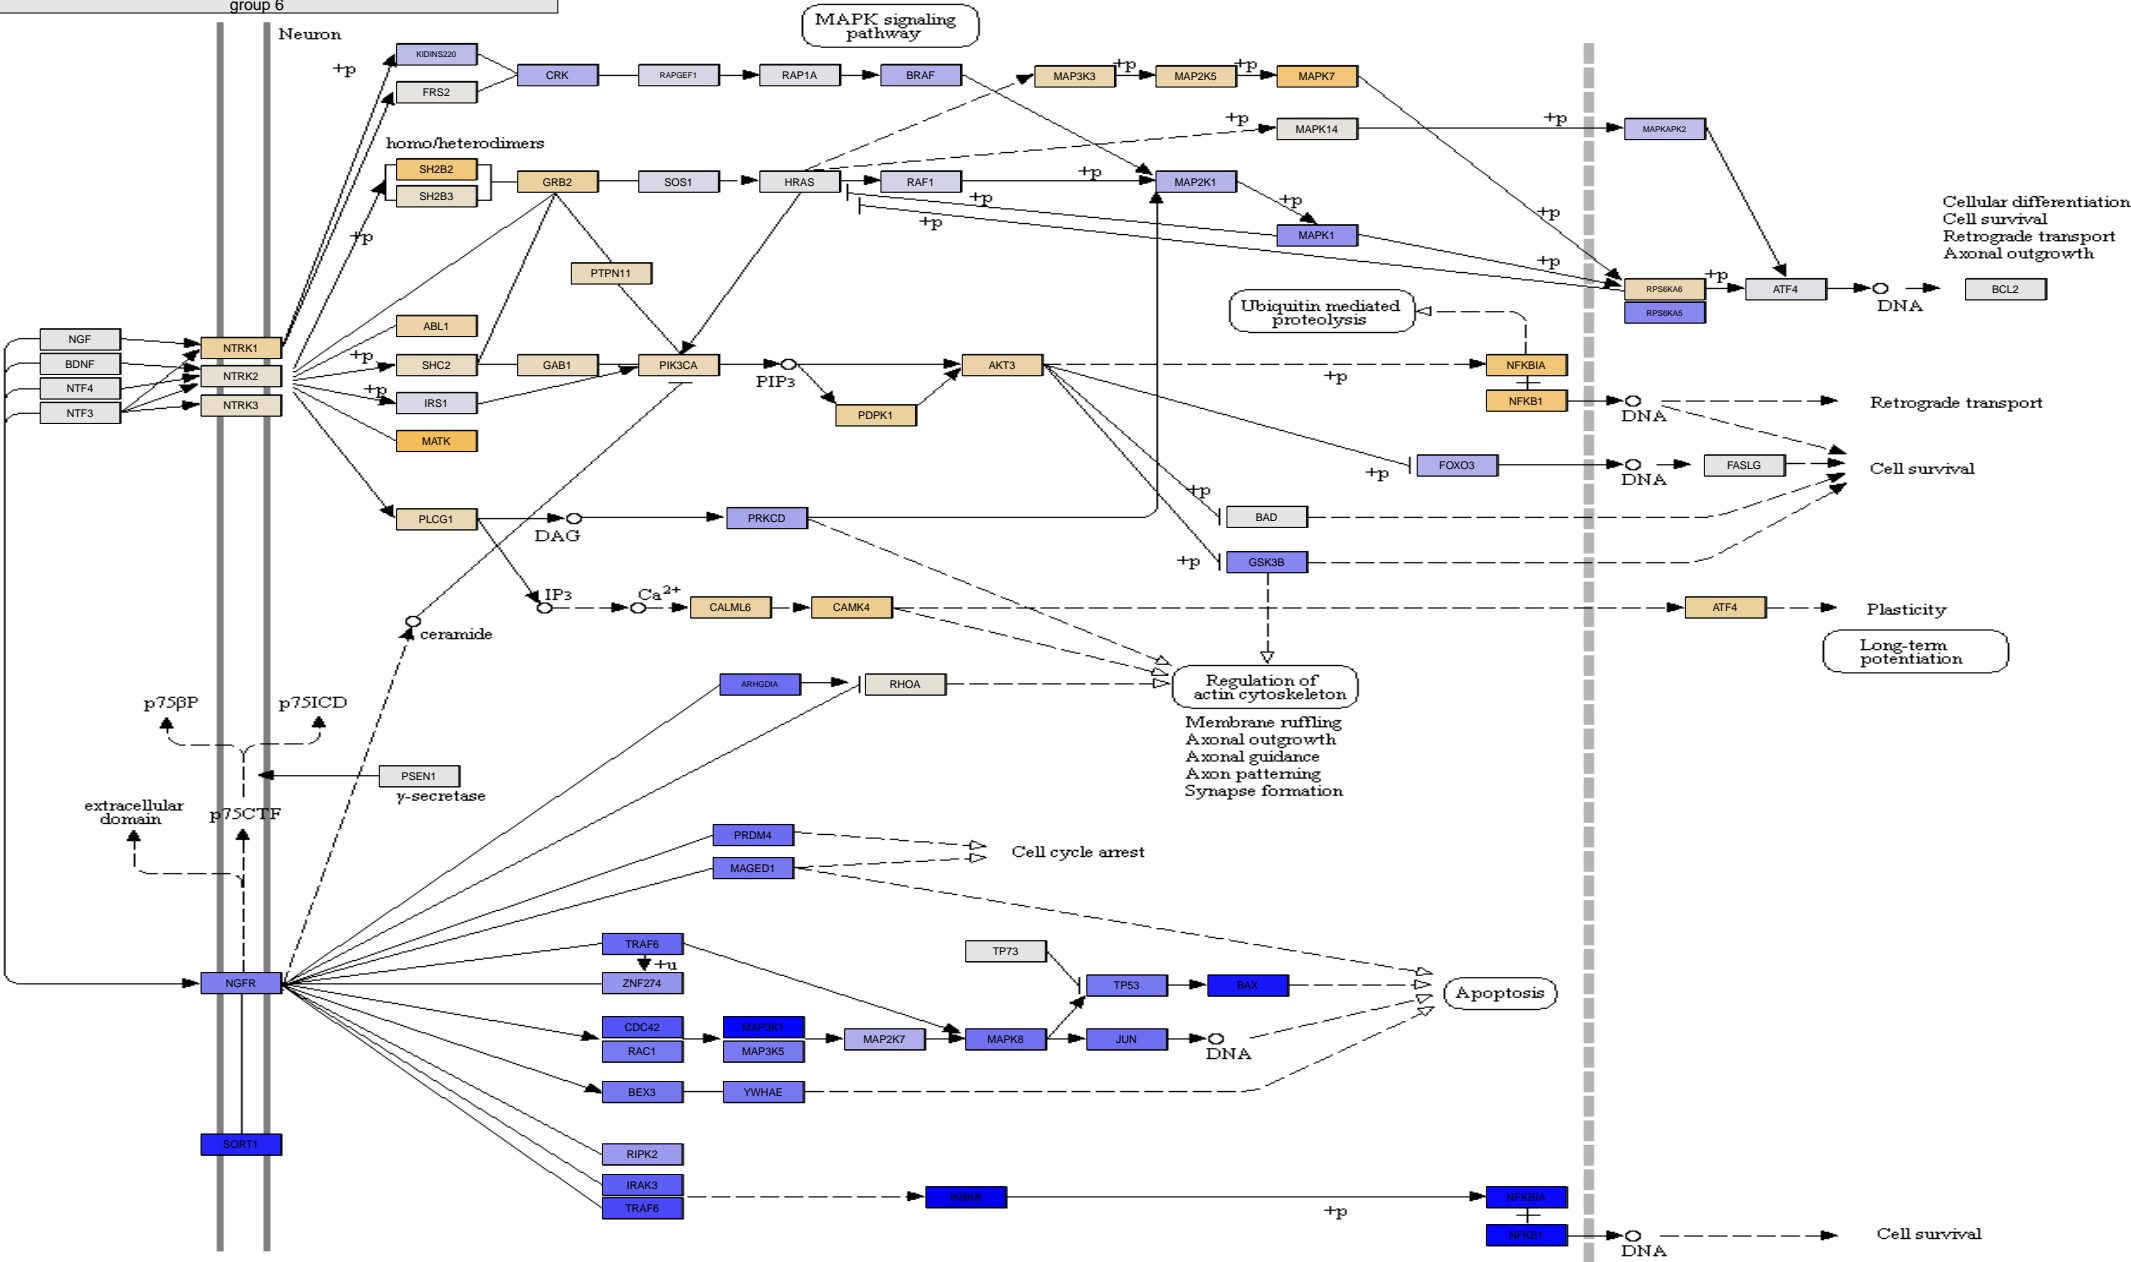 group 6
Neuron
MAPK signaling
pathway
+p
KIDINS220
FRS2
CRK
RAPGEF1
RAP1A
BRAF
MAP3K3
+p
MAP2K5
+p
MAPK7
+p
MAPK14
+p
MAPKAPK2
homo/heterodimers
SH2B2
SH2B3
GRB2
SOS1
HRAS
RAF1
+p
MAP2K1
+p
+p
+p
MAPK1
+p
+p
+p
Cellular differentiation
Cell survival
Retrograde transport
Axonal outgrowth
PTPN11
RPS6KA6
RPS6KA5
+p
ATF4
DNA
BCL2
Ubiquitin mediated
proteolysis
NGF
BDNF
NTF4
NTF3
NTRK1
NTRK2
NTRK3
ABL1
+p
SHC2
GAB1
PIK3CA
PIP3
AKT3
PDPK1
+p
NFKBIA
NFKB1
DNA
Retrograde transport
+p
IRS1
MATK
+p
FOXO3
DNA
FASLG
Cell survival
PLCG1
DAG
PRKCD
+p
BAD
+p
GSK3B
IP3
Ca2+
CALML6
CAMK4
ATF4
Plasticity
Long-term
potentiation
ceramide
ARHGDIA
RHOA
Regulation of
actin cytoskeleton
Membrane ruffling
Axonal outgrowth
Axonal guidance
Axon patterning
Synapse formation
p75βP
p75ICD
PSEN1
γ-secretase
extracellular
domain
p75CTF
PRDM4
MAGED1
Cell cycle arrest
TRAF6
+u
ZNF274
NGFR
TP73
TP53
BAX
Apoptosis
CDC42
RAC1
MAP3K1
MAP3K5
MAP2K7
MAPK8
JUN
DNA
BEX3
YWHAE
SORT1
RIPK2
IRAK3
TRAF6
IKBKB
+p
NFKBIA
NFKB1
DNA
Cell survival